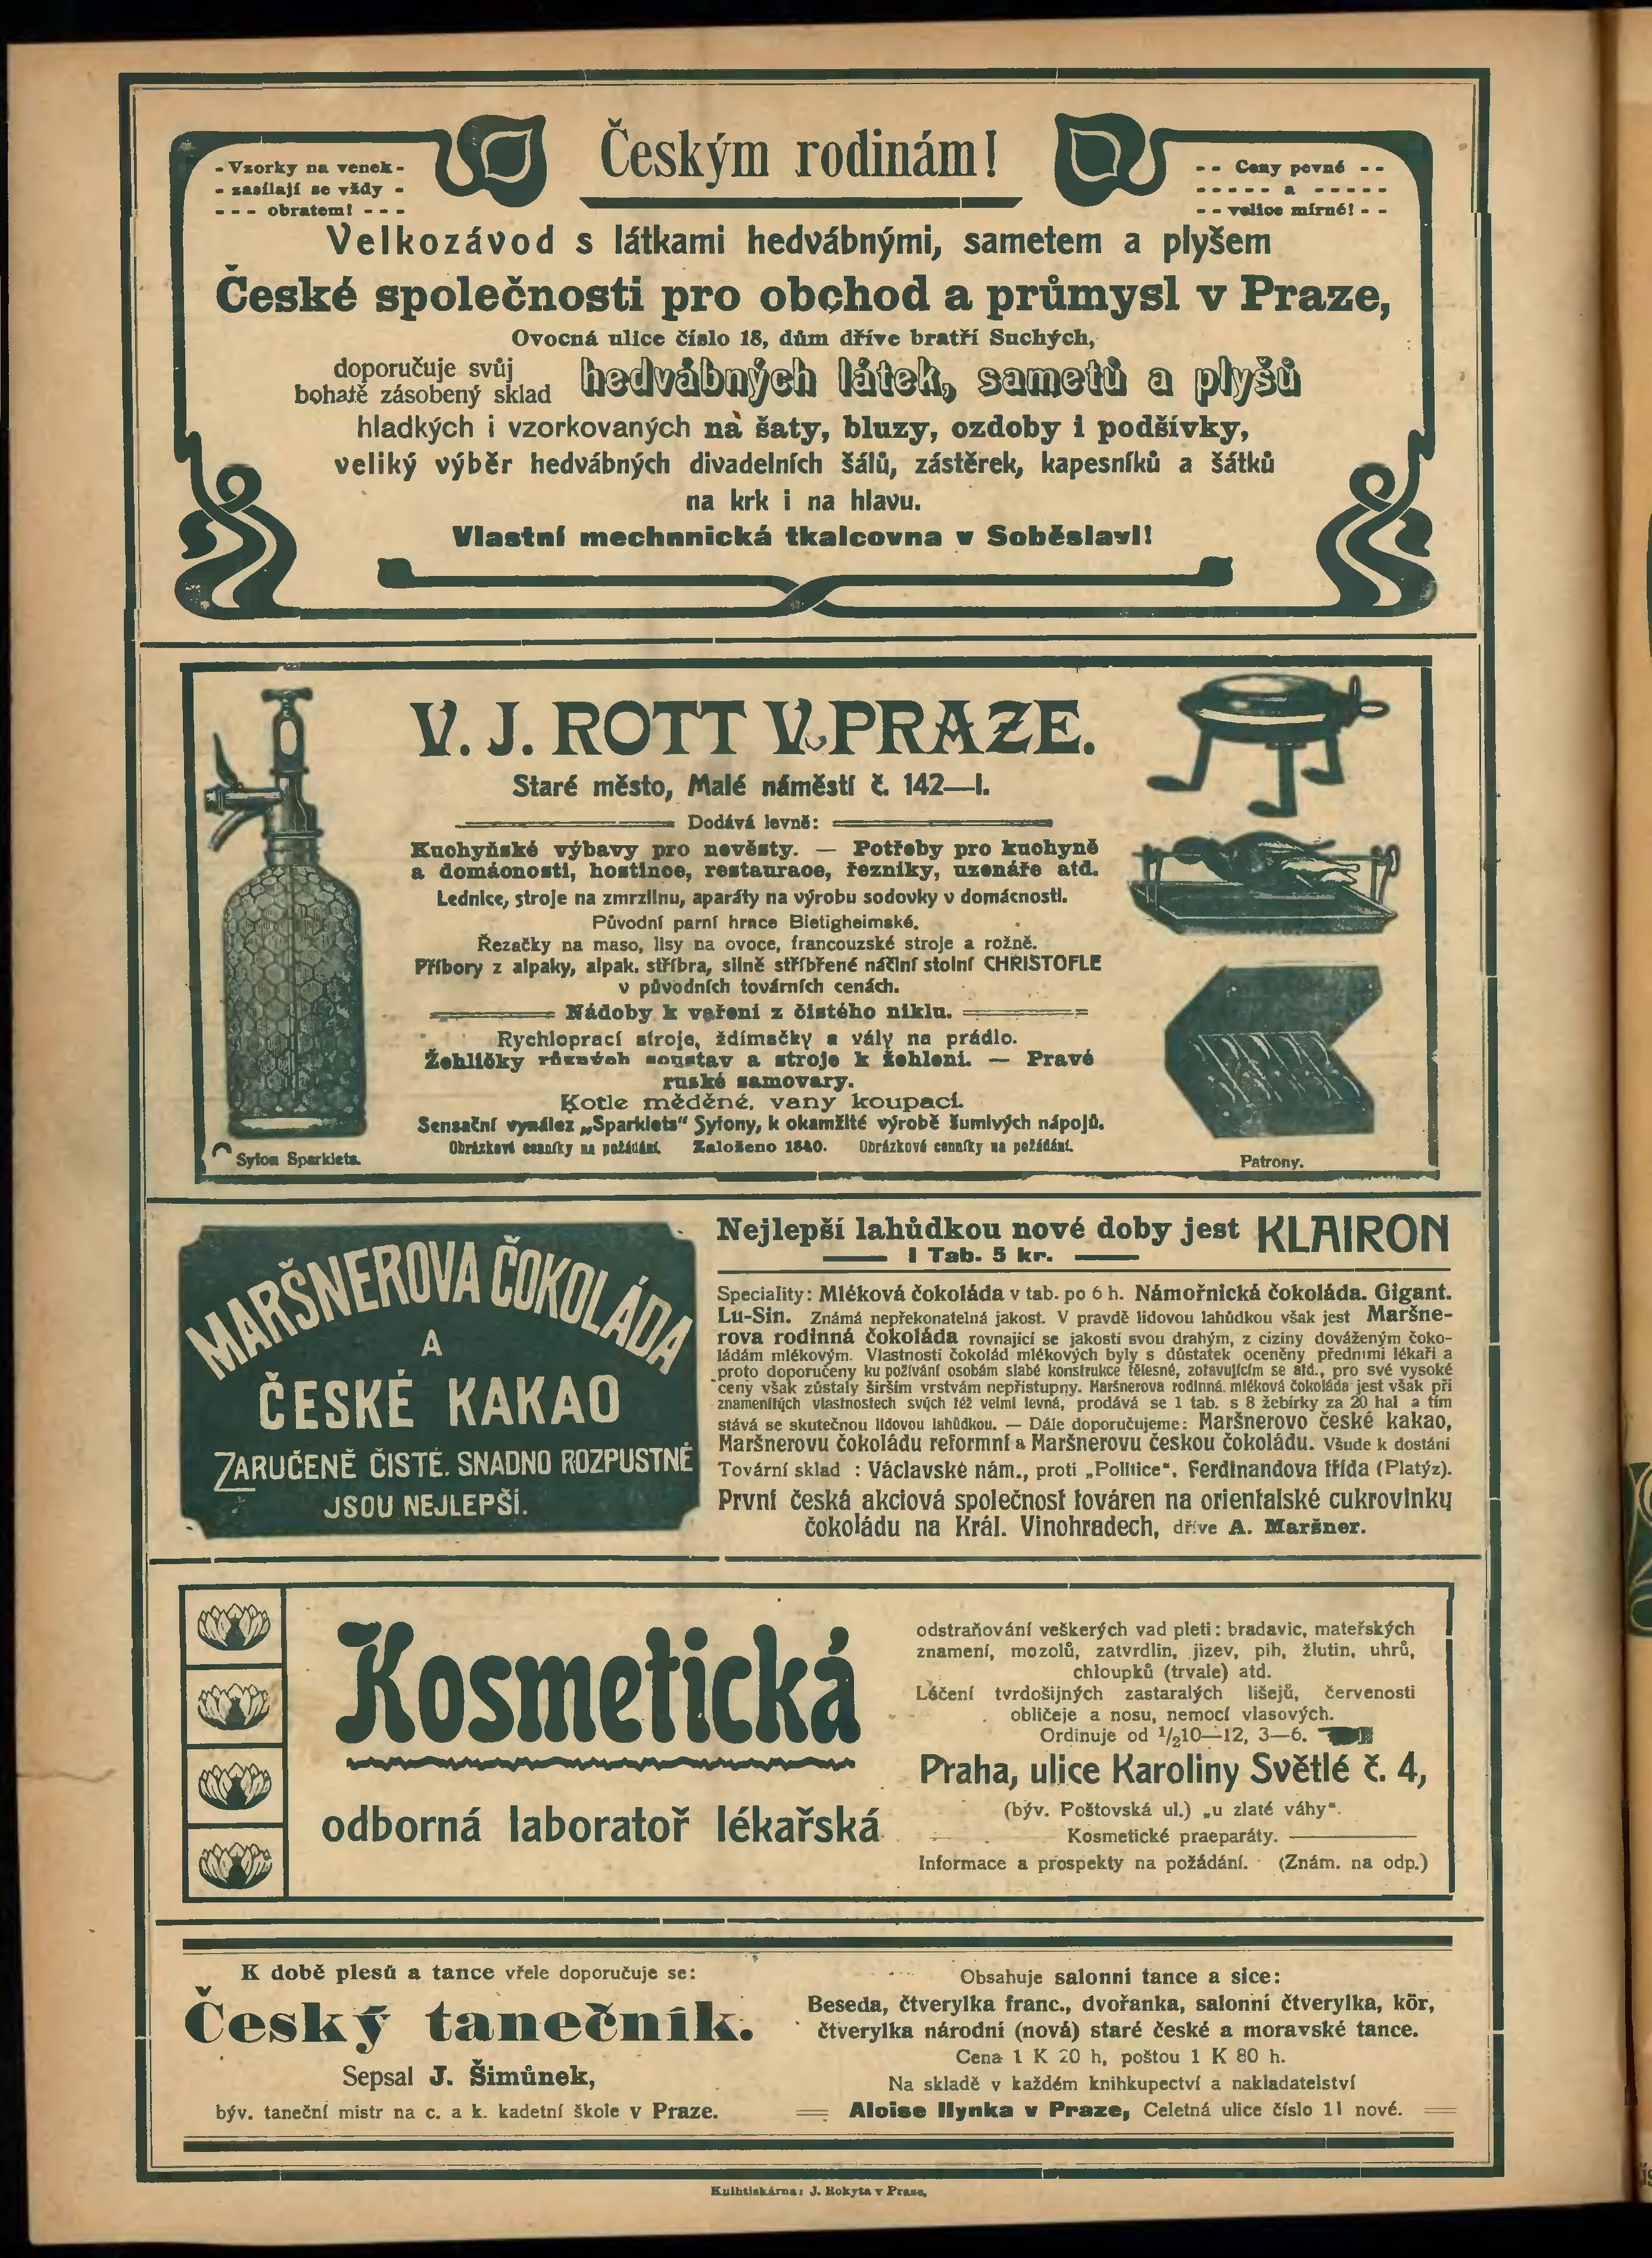 Českým rodinám!
- Vzorky na venek -
- zasílají se vždy -
- - - obratem! - - -
- - Ceny pevné - -
- - - - - a - - - - -
- - velice mírné! - -
Velkozávod s látkami hedvábnými, sametem a plyšem
České společnosti pro obchod a průmysl v Praze,
Ovocná ulice číslo 18, dům dříve bratří Suchých,
doporučuje svůj
bohatě zásobený sklad
hedvábných látek, sametů a plyšů
hladkých i vzorkovaných na šaty, bluzy, ozdoby i podšívky,
veliký výběr hedvábných divadelních šálů, zástěrek, kapesníků a šátků
na krk i na hlavu.
Vlastní mechnnická tkalcovna v Soběslavi!
V. J. ROTT V PRAZE.
Staré město, Malé náměstí č. 142—I.
Dodává levně:
Kuchyňské výbavy pro nevěsty. — Potřeby pro kuchyně
a domácnosti, hostince, restaurace, řezníky, uzenáře atd.
Lednice, stroje na zmrzlinu, aparáty na výrobu sodovky v domácnosti.
Původní parní hrnce Bietigheimské.
Řezačky na maso, lisy na ovoce, francouzské stroje a rožně.
Příbory z alpaky, alpak. stříbra, silně stříbřené náčiní stolní CHRISTOFLE
v původních továrních cenách.
Nádoby k vaření z čistého niklu.
Rychloprací stroje, ždímačky a vály na prádlo.
Žehličky různých soustav a stroje k žehlení. — Pravé
ruské samovary.
Kotle měděné, vany koupací.
Sensační vynález „Sparklets“ Syfony, k okamžité výrobě šumivých nápojů.
Obrázkové cenníky na požádání. Založeno 1840. Obrázkové cenníky na požádání.
Syfon Sparklets.
Patrony.
MARŠNEROVA ČOKOLÁDA
A
ČESKÉ KAKAO
ZARUČENĚ ČISTÉ, SNADNO ROZPUSTNÉ
JSOU NEJLEPŠÍ.
Nejlepší lahůdkou nové doby jest KLAIRON
1 Tab. 5 kr.
Speciality: Mléková čokoláda v tab. po 6 h. Námořnická čokoláda. Gigant.
Lu-Sin. Známá nepřekonatelná jakost. V pravdě lidovou lahůdkou však jest Maršne-
rova rodinná čokoláda rovnající se jakostí svou drahým, z ciziny dováženým čoko-
ládám mlékovým. Vlastnosti čokolád mlékových byly s důstatek oceněny předními lékaři a
proto doporučeny ku požívání osobám slabé konstrukce tělesné, zotavujícím se atd., pro své vysoké
ceny však zůstaly širším vrstvám nepřístupny. Maršnerova rodinná mléková čokoláda jest však při
znamenitých vlastnostech svých též velmi levná, prodává se 1 tab. s 8 žebírky za 20 hal a tím
stává se skutečnou lidovou lahůdkou. — Dále doporučujeme: Maršnerovo české kakao,
Maršnerovu čokoládu reformní a Maršnerovu českou čokoládu. Všude k dostání
Tovární sklad : Václavské nám., proti „Politice“, Ferdinandova třída (Platýz).
První česká akciová společnost továren na orientalské cukrovinky
čokoládu na Král. Vinohradech, dříve A. Maršner.
Kosmetická
odborná laboratoř lékařská
odstraňování veškerých vad pleti: bradavic, mateřských
znamení, mozolů, zatvrdlin, jizev, pih, žlutin, uhrů,
chloupků (trvale) atd.
Léčení tvrdošijných zastaralých lišejů, červenosti
obličeje a nosu, nemocí vlasových.
Ordinuje od 1/210—12, 3—6.
Praha, ulice Karoliny Světlé č. 4,
(býv. Poštovská ul.) „u zlaté váhy“.
Kosmetické praeparáty.
Informace a prospekty na požádání. (Znám. na odp.)
K době plesů a tance vřele doporučuje se:
Český tanečník.
Sepsal J. Šimůnek,
býv. taneční mistr na c. a k. kadetní škole v Praze.
Obsahuje salonní tance a sice:
Beseda, čtverylka franc., dvořanka, salonní čtverylka, kör,
čtverylka národní (nová) staré české a moravské tance.
Cena 1 K 20 h, poštou 1 K 80 h.
Na skladě v každém knihkupectví a nakladatelství
Aloise Hynka v Praze, Celetná ulice číslo 11 nové.
Knihtiskárna: J. Rokyta v Praze.